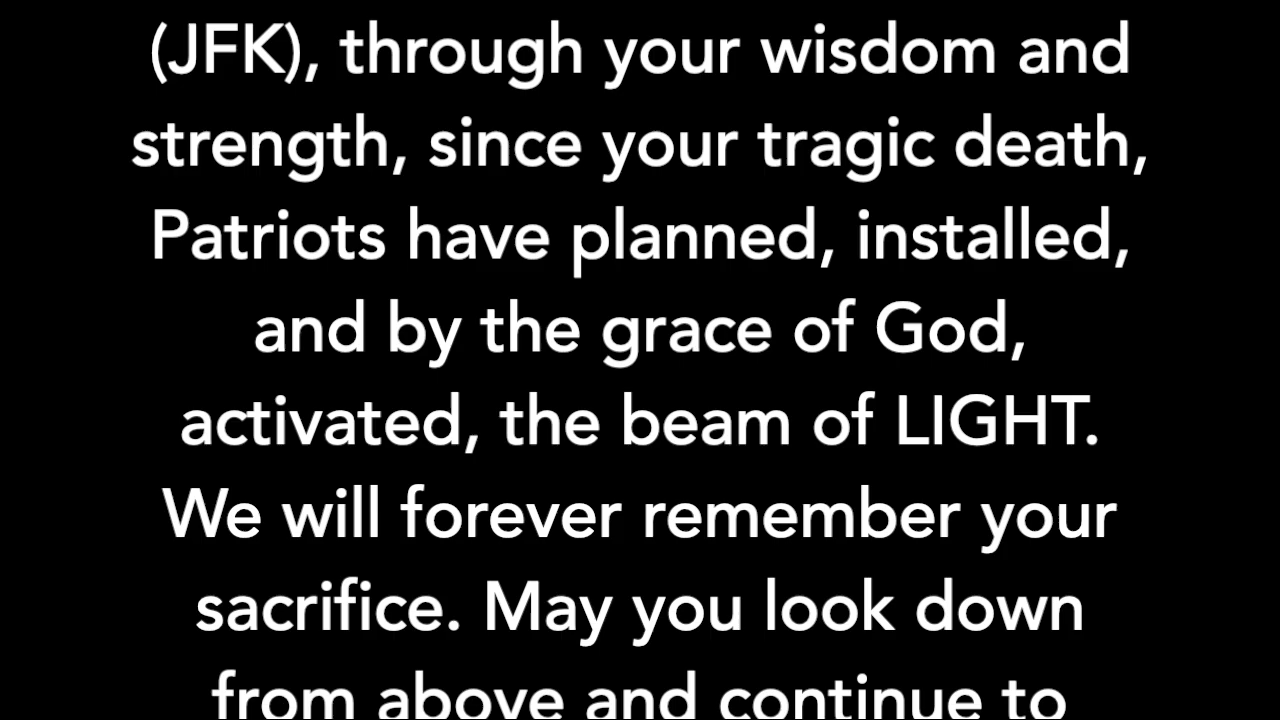 (JFK), through your wisdom and
strength, since your tragic death,
Patriots have planned, installed,
and by the grace of God,
activated, the beam of LIGHT.
We will forever remember your
sacrifice. May you look down
from above and continue to